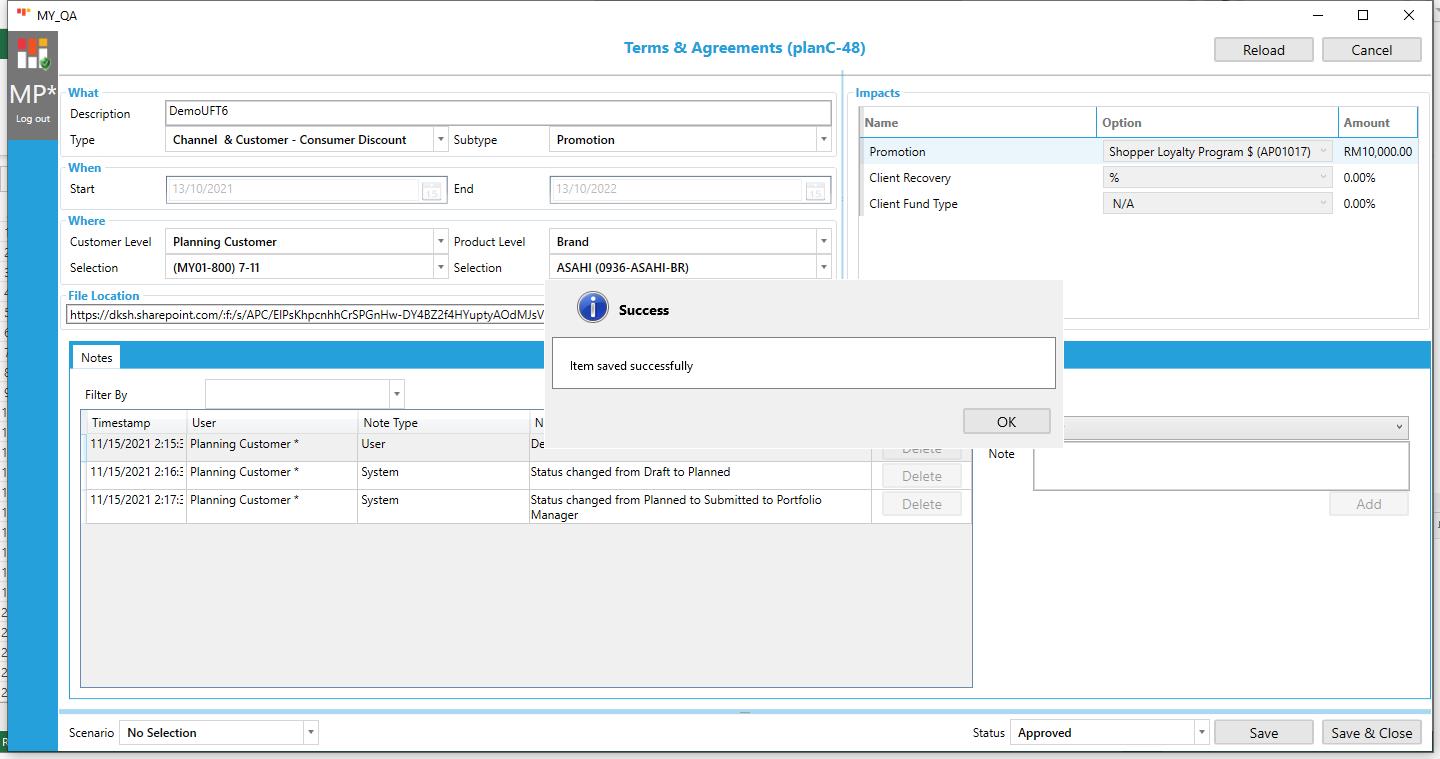 MY_QA
MP*
Log out
Terms & Agreements (planC-48)
Reload
Cancel
What
Description
DemoUFT6
Type
Channel & Customer - Consumer Discount
Subtype
Promotion
When
Start
13/10/2021
15
End
13/10/2022
15
Where
Customer Level
Planning Customer
Product Level
Brand
Selection
(MY01-800) 7-11
Selection
ASAHI (0936-ASAHI-BR)
File Location
Impacts
Name
Option
Amount
Promotion
Shopper Loyalty Program $ (AP01017)
RM10,000.00
Client Recovery
%
0.00%
Client Fund Type
N/A
0.00%
Success
Item saved successfully
OK
Notes
Filter By
Timestamp
User
Note Type
N
11/15/2021 2:15:3
Planning Customer *
User
De
Delete
11/15/2021 2:16:3
Planning Customer *
System
Status changed from Draft to Planned
Delete
11/15/2021 2:17:3
Planning Customer *
System
Status changed from Planned to Submitted to Portfolio
Manager
Delete
Note
Add
Scenario
No Selection
Status
Approved
Save
Save & Close